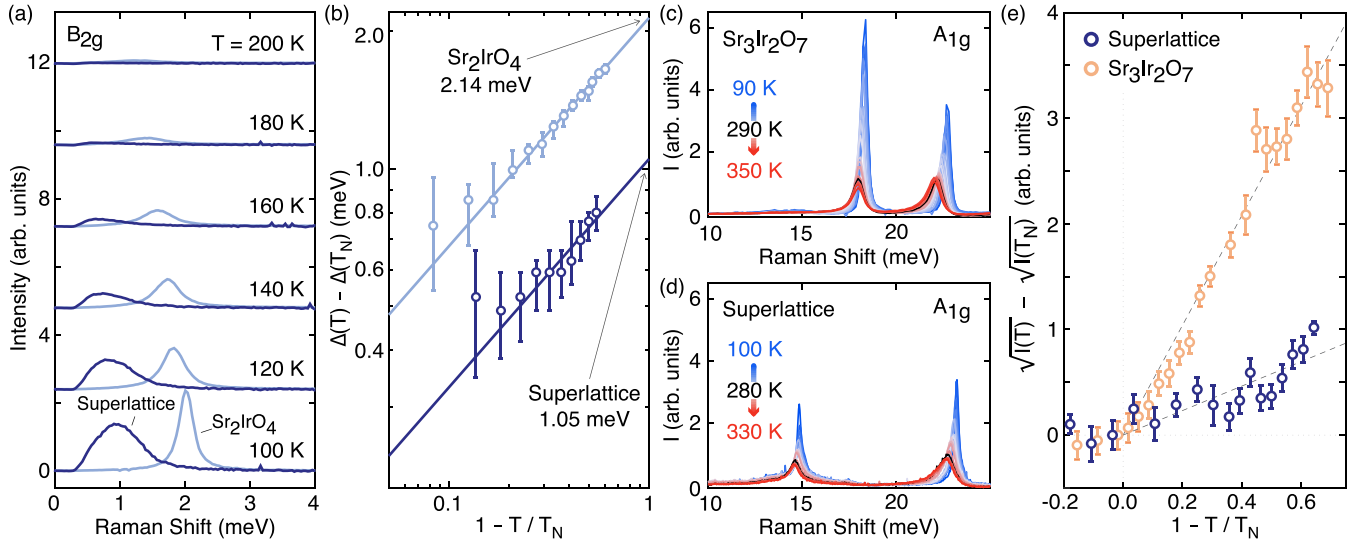 (a)
B2g
T = 200 K
180 K
160 K
140 K
120 K
100 K
Superlattice
Sr2IrO4
12
8
4
0
Intensity (arb. units)
0 1 2 3 4
Raman Shift (meV)
(b)
2.0
1.0
0.8
0.6
0.4
Δ(T) − Δ(TN) (meV)
Sr2IrO4
2.14 meV
Superlattice
1.05 meV
0.1 1
1 − T / TN
(c)
Sr3Ir2O7
A1g
90 K
290 K
350 K
6
4
2
0
I (arb. units)
10 15 20
Raman Shift (meV)
(d)
Superlattice
A1g
100 K
280 K
330 K
6
4
2
0
I (arb. units)
10 15 20
Raman Shift (meV)
(e)
Superlattice
Sr3Ir2O7
4
3
2
1
0
√I(T) − √I(TN) (arb. units)
-0.2 0.0 0.2 0.4 0.6
1 − T / TN